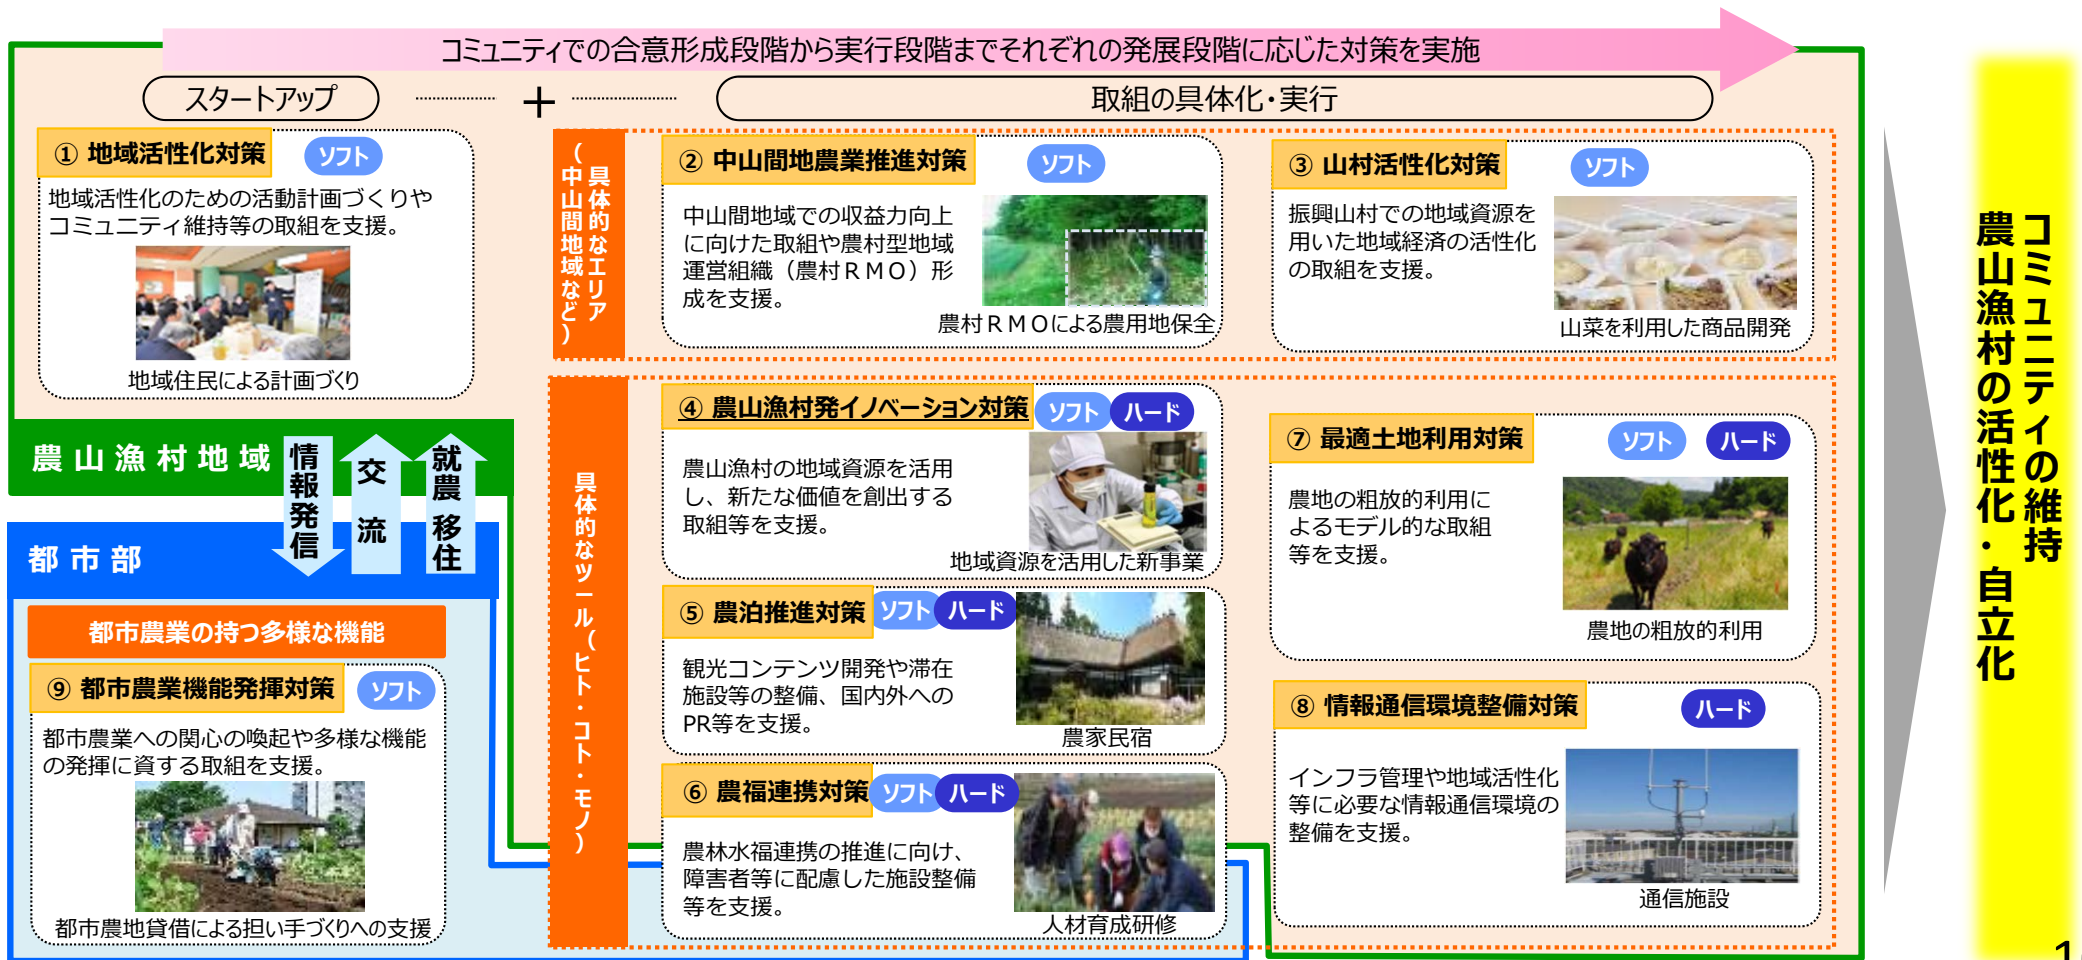 コミュニティでの合意形成段階から実行段階までそれぞれの発展段階に応じた対策を実施
スタートアップ
＋
取組の具体化・実行
① 地域活性化対策
ソフト
地域活性化のための活動計画づくりや
コミュニティ維持等の取組を支援。
地域住民による計画づくり
具体的なエリア
（中山間地域など）
② 中山間地農業推進対策
ソフト
中山間地域での収益力向上
に向けた取組や農村型地域
運営組織（農村ＲＭＯ）形
成を支援。
農村ＲＭＯによる農用地保全
③ 山村活性化対策
ソフト
振興山村での地域資源を
用いた地域経済の活性化
の取組を支援。
山菜を利用した商品開発
農山漁村地域
情報発信
交流
就農 移住
都市部
都市農業の持つ多様な機能
⑨ 都市農業機能発揮対策
ソフト
都市農業への関心の喚起や多様な機能
の発揮に資する取組を支援。
都市農地貸借による担い手づくりへの支援
具体的なツール（ヒト・コト・モノ）
④ 農山漁村発イノベーション対策
ソフト
ハード
農山漁村の地域資源を活用
し、新たな価値を創出する
取組等を支援。
地域資源を活用した新事業
⑤ 農泊推進対策
ソフト
ハード
観光コンテンツ開発や滞在
施設等の整備、国内外への
PR等を支援。
農家民宿
⑥ 農福連携対策
ソフト
ハード
農林水福連携の推進に向け、
障害者等に配慮した施設整備
等を支援。
人材育成研修
⑦ 最適土地利用対策
ソフト
ハード
農地の粗放的利用に
よるモデル的な取組
等を支援。
農地の粗放的利用
⑧ 情報通信環境整備対策
ハード
インフラ管理や地域活性化
等に必要な情報通信環境の
整備を支援。
通信施設
コミュニティの維持
農山漁村の活性化・自立化